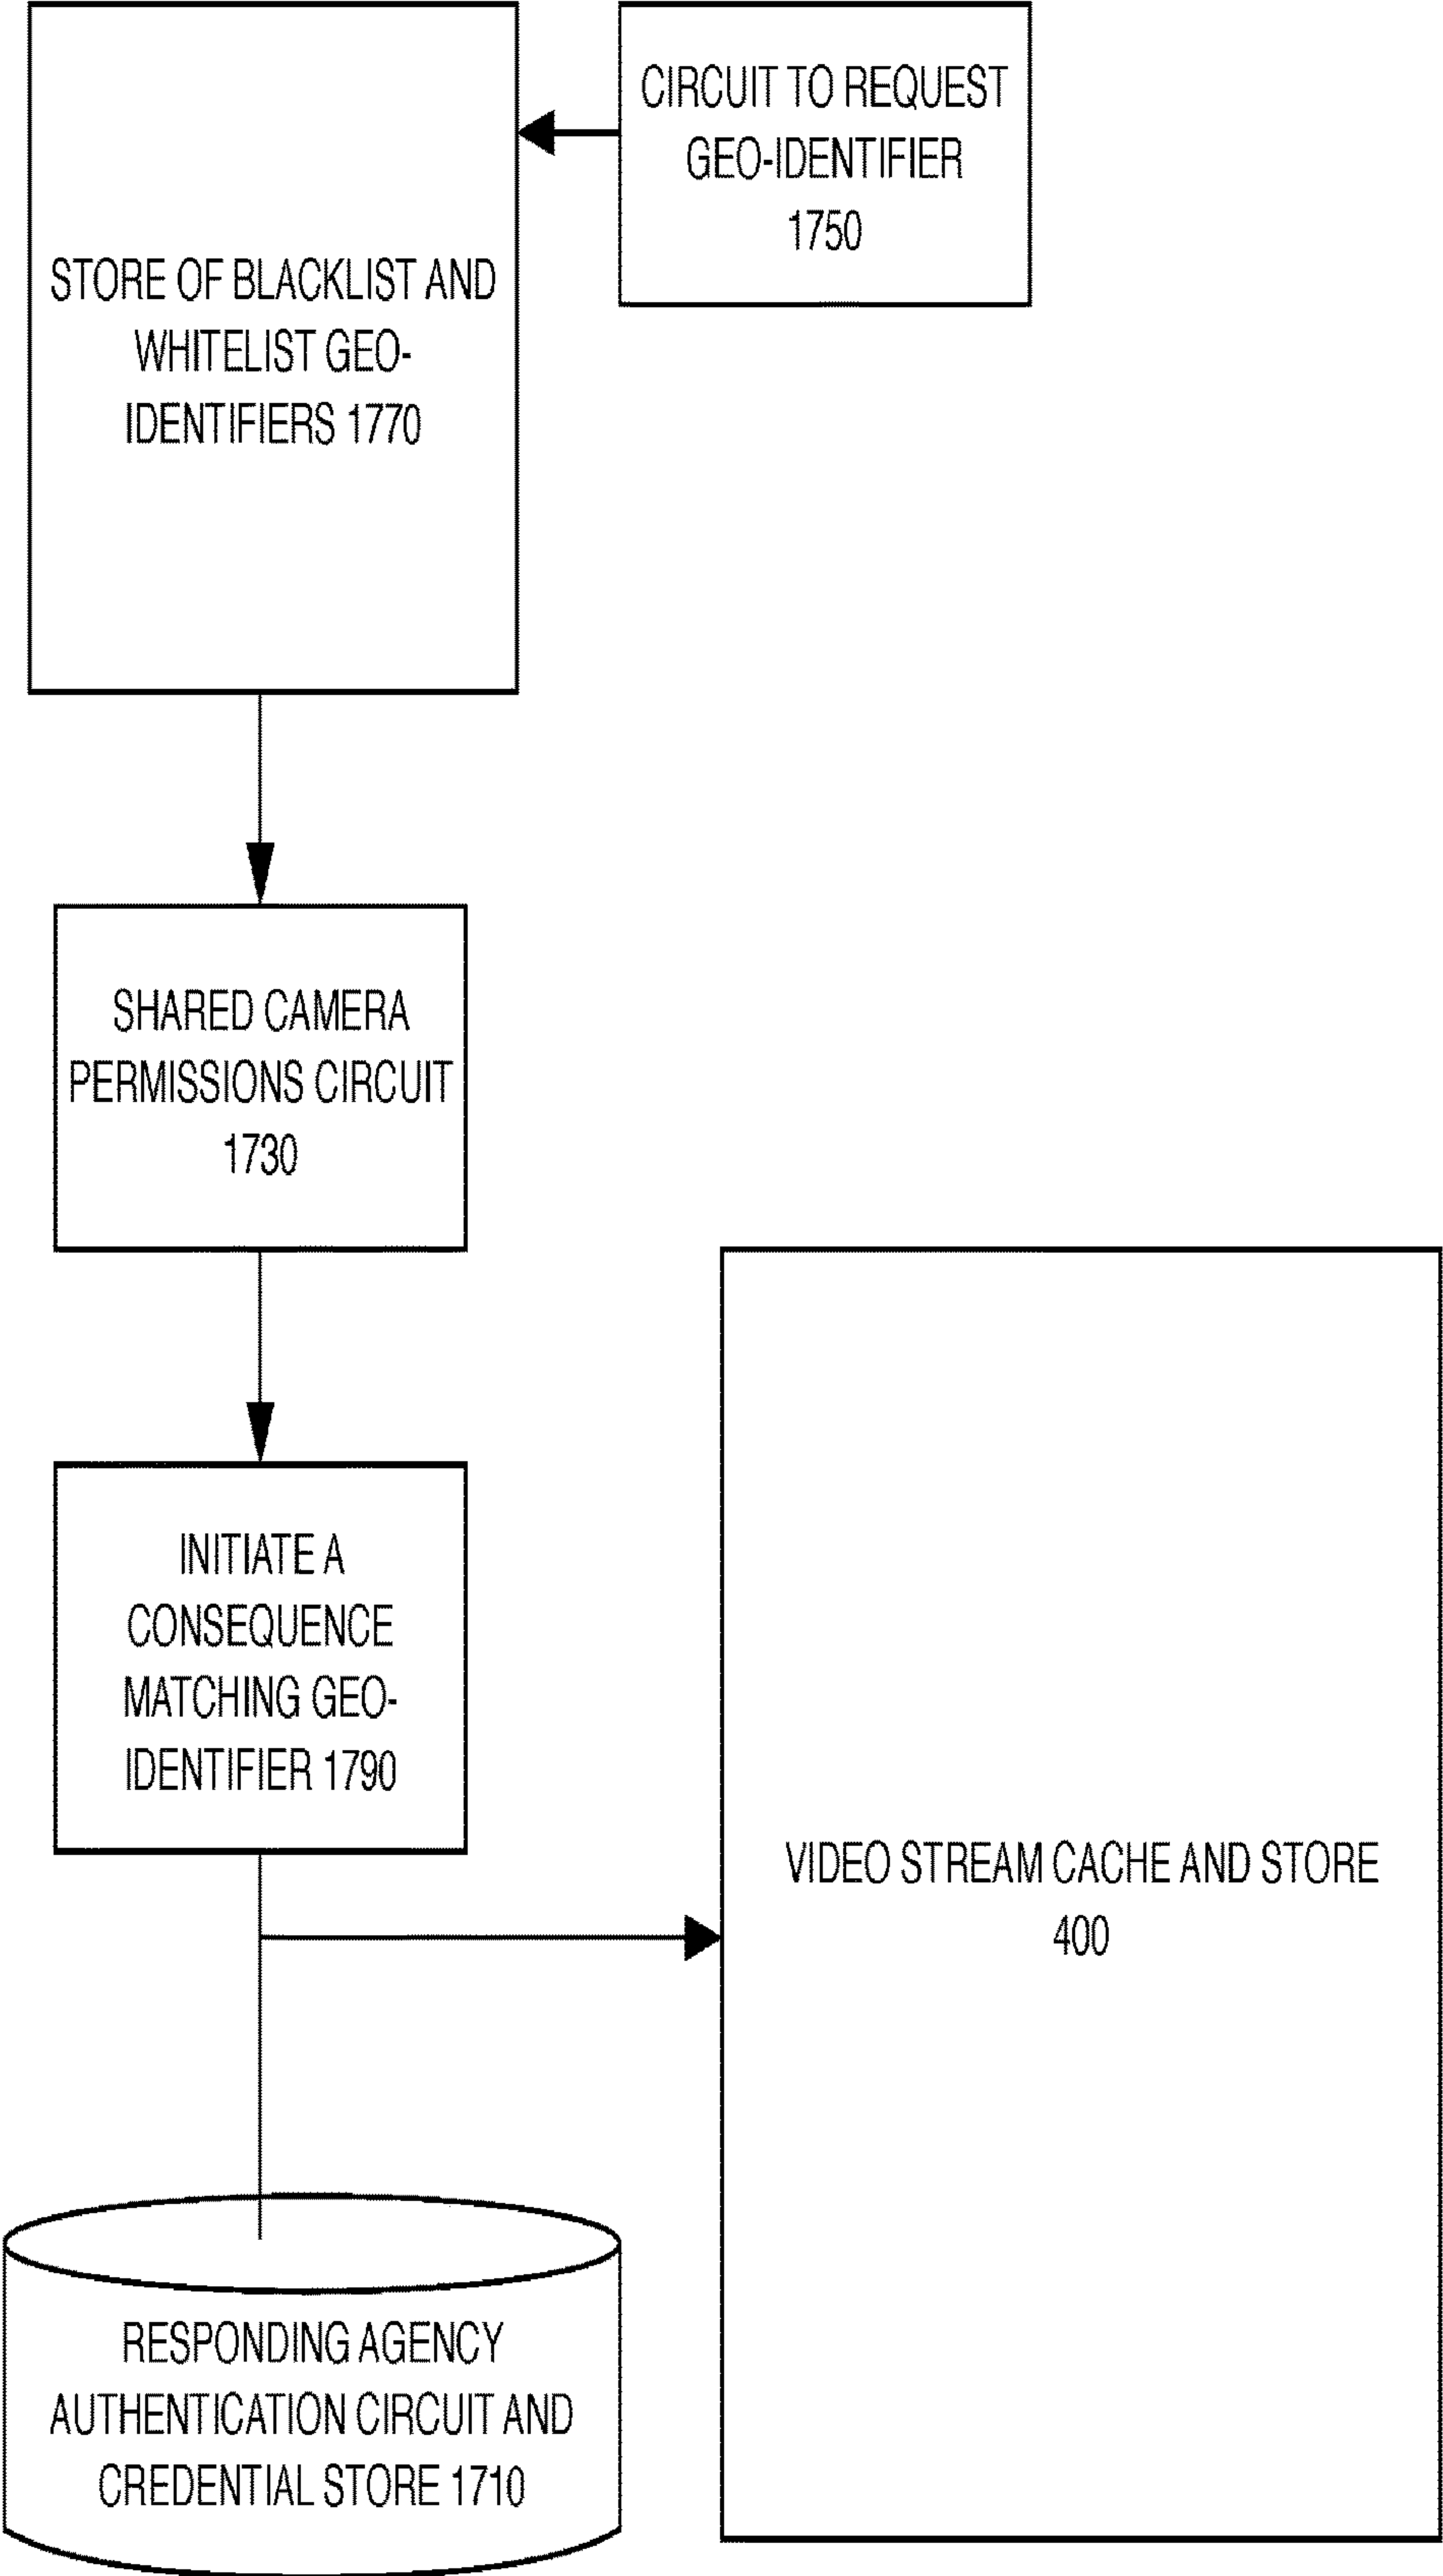 STORE OF BLACKLIST AND
WHITELIST GEO-
IDENTIFIERS 1770
CIRCUIT TO REQUEST
GEO-IDENTIFIER
1750
SHARED CAMERA
PERMISSIONS CIRCUIT
1730
INITIATE A
CONSEQUENCE
MATCHING GEO-
IDENTIFIER 1790
VIDEO STREAM CACHE AND STORE
400
RESPONDING AGENCY
AUTHENTICATION CIRCUIT AND
CREDENTIAL STORE 1710